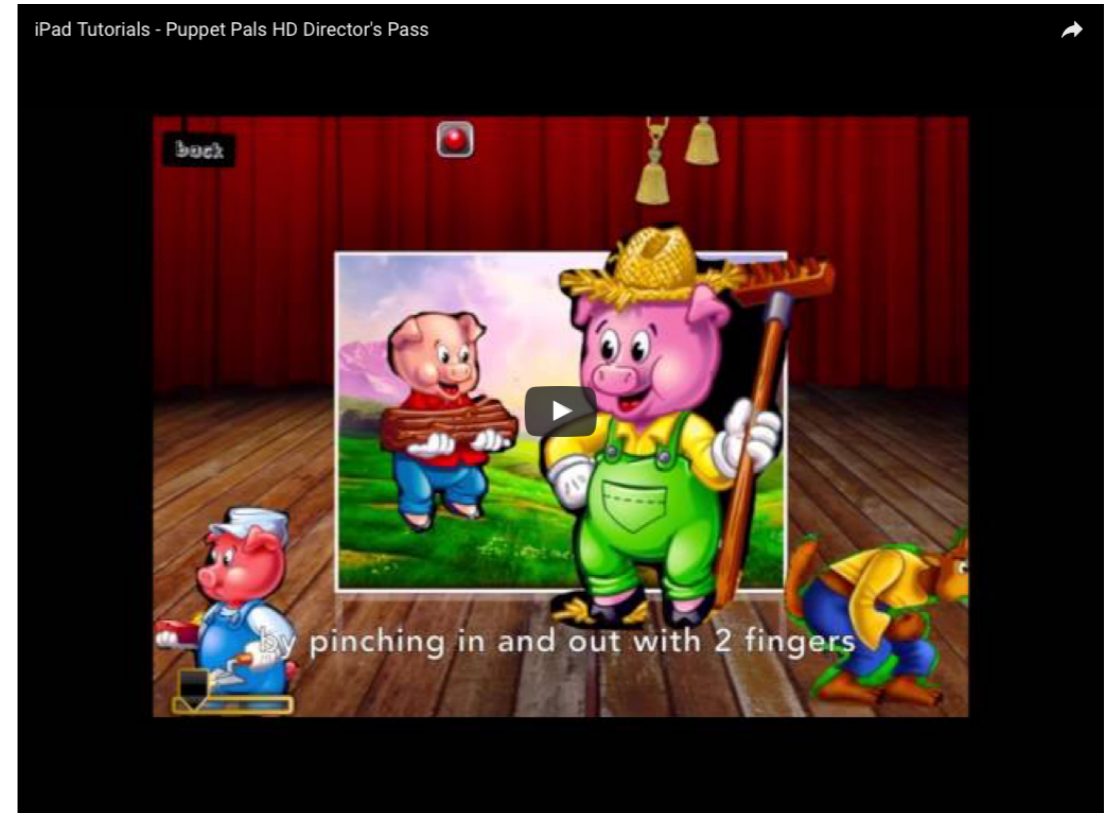 iPad Tutorials - Puppet Pals HD Director's Pass
back
by pinching in and out with 2 fingers